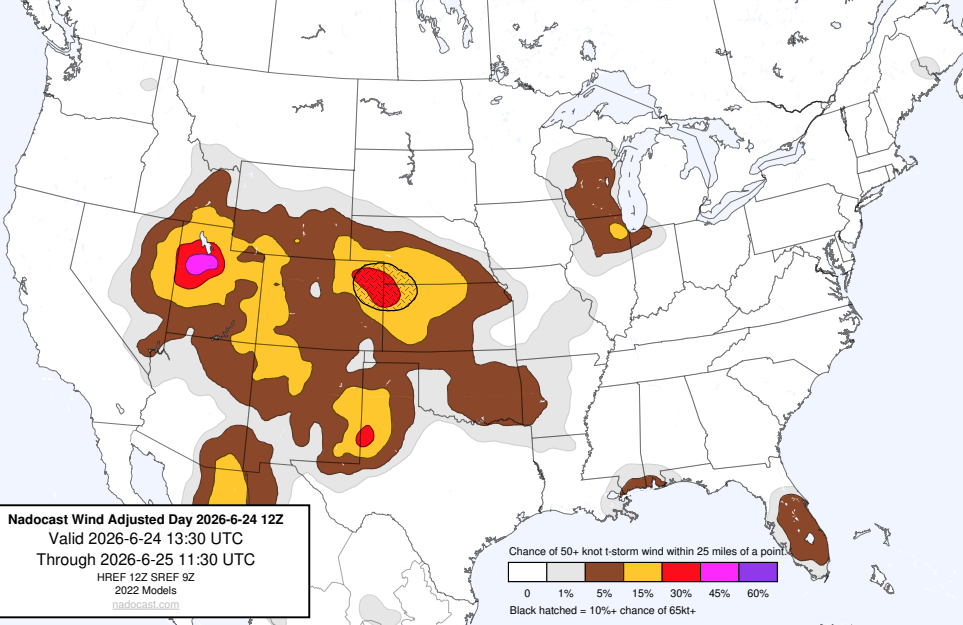 Nadocast Wind Adjusted Day 2026-6-24 12Z
Valid 2026-6-24 13:30 UTC
Through 2026-6-25 11:30 UTC
HREF 12Z SREF 9Z
2022 Models
nadocast.com
Chance of 50+ knot t-storm wind within 25 miles of a point.
0 1% 5% 15% 30% 45% 60%
Black hatched = 10%+ chance of 65kt+